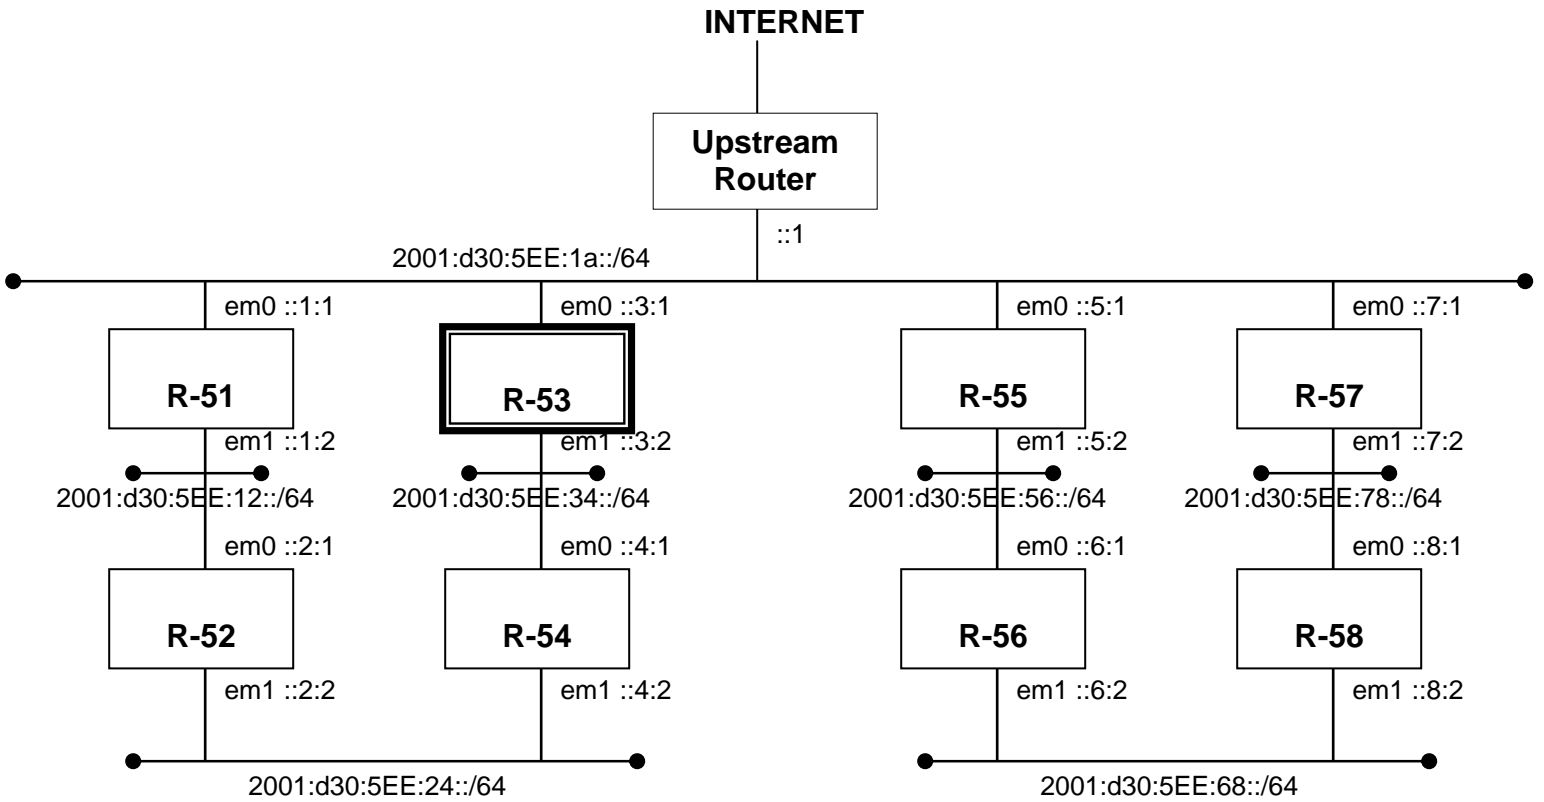 INTERNET
Upstream
Router
::1
2001:d30:5EE:1a::/64
em0 ::1:1
em0 ::3:1
em0 ::5:1
em0 ::7:1
R-51
R-53
R-55
R-57
em1 ::1:2
em1 ::3:2
em1 ::5:2
em1 ::7:2
2001:d30:5EE:12::/64
2001:d30:5EE:34::/64
2001:d30:5EE:56::/64
2001:d30:5EE:78::/64
em0 ::2:1
em0 ::4:1
em0 ::6:1
em0 ::8:1
R-52
R-54
R-56
R-58
em1 ::2:2
em1 ::4:2
em1 ::6:2
em1 ::8:2
2001:d30:5EE:24::/64
2001:d30:5EE:68::/64